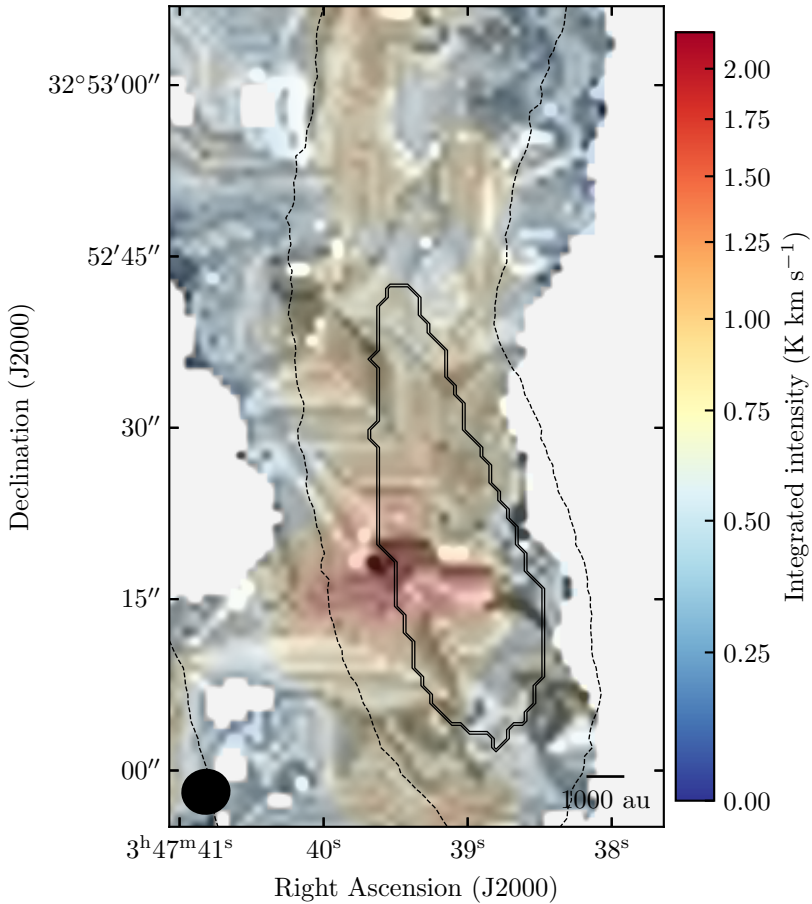 32°53′00″
52′45″
30″
15″
00″
3ʰ47ᵐ41ˢ
40ˢ
39ˢ
38ˢ
Right Ascension (J2000)
Declination (J2000)
1000 au
2.00
1.75
1.50
1.25
1.00
0.75
0.50
0.25
0.00
Integrated intensity (K km s⁻¹)